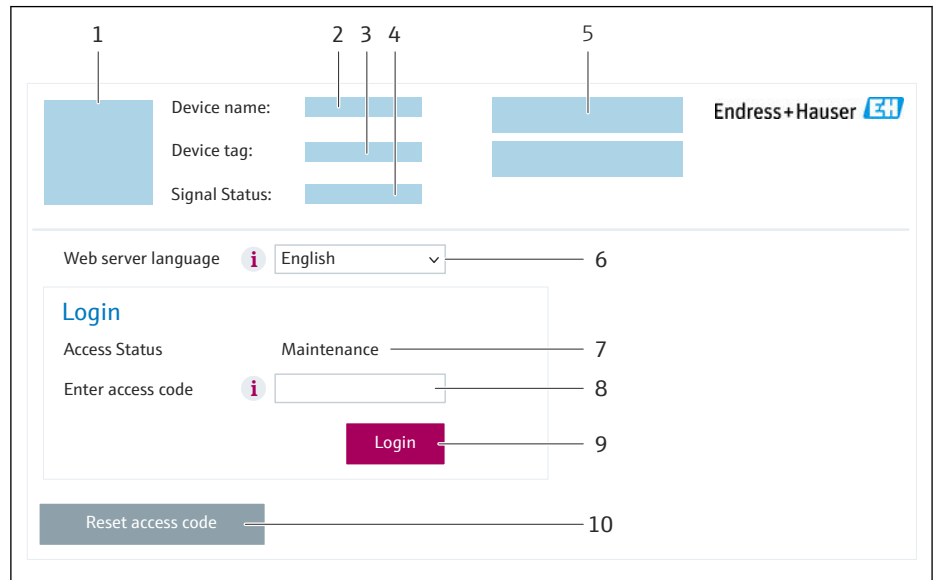 1 2 3 4 5
Device name:
Endress+Hauser EH
Device tag:
Signal Status:
Web server language i English 6
Login
Access Status Maintenance 7
Enter access code i 8
Login 9
Reset access code 10